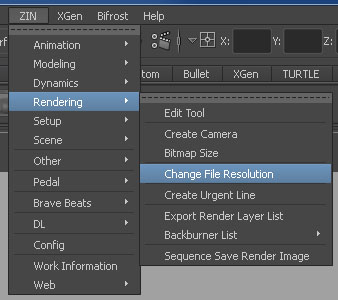 ZIN XGen Bifrost Help
X: Y: Z:
tom Bullet XGen TURTLE
Animation
Modeling
Dynamics
Rendering
Setup
Scene
Other
Pedal
Brave Beats
DL
Config
Work Information
Web
Edit Tool
Create Camera
Bitmap Size
Change File Resolution
Create Urgent Line
Export Render Layer List
Backburner List
Sequence Save Render Image